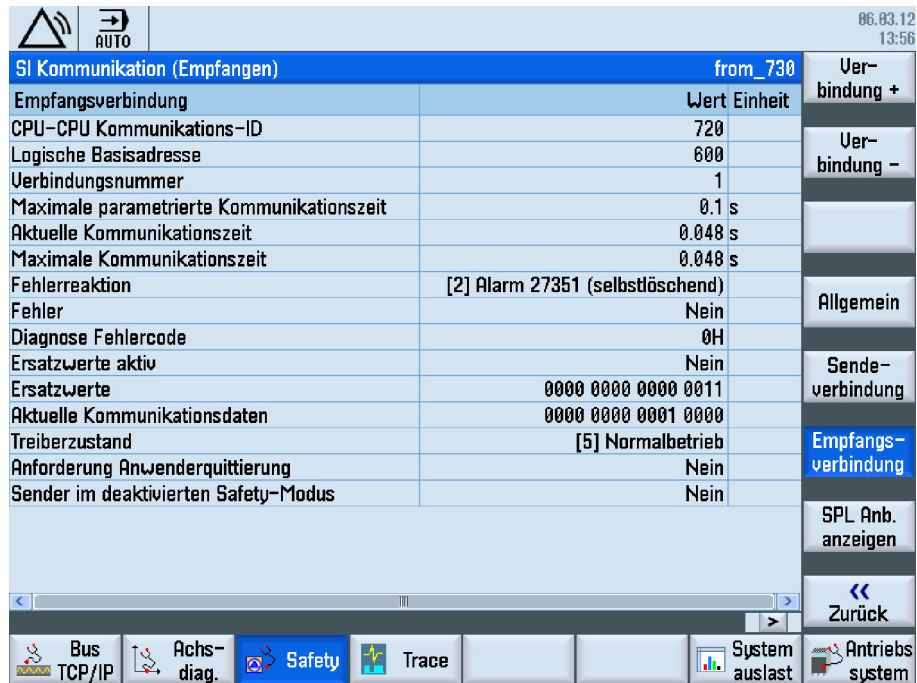 AUTO
06.03.12
13:56
SI Kommunikation (Empfangen) from_730
Empfangsverbindung Wert Einheit
CPU-CPU Kommunikations-ID 720
Logische Basisadresse 600
Verbindungsnummer 1
Maximale parametrierte Kommunikationszeit 0.1 s
Aktuelle Kommunikationszeit 0.048 s
Maximale Kommunikationszeit 0.048 s
Fehlerreaktion [2] Alarm 27351 (selbstlöschend)
Fehler Nein
Diagnose Fehlercode 0H
Ersatzwerte aktiv Nein
Ersatzwerte 0000 0000 0000 0011
Aktuelle Kommunikationsdaten 0000 0000 0001 0000
Treiberzustand [5] Normalbetrieb
Anforderung Anwenderquittierung Nein
Sender im deaktivierten Safety-Modus Nein
Ver-
bindung +
Ver-
bindung -
Allgemein
Sende-
verbindung
Empfangs-
verbindung
SPL Anb.
anzeigen
<<
Zurück
>
Bus
TCP/IP
Achs-
diag.
Safety
Trace
System
auslast
Antriebs
system